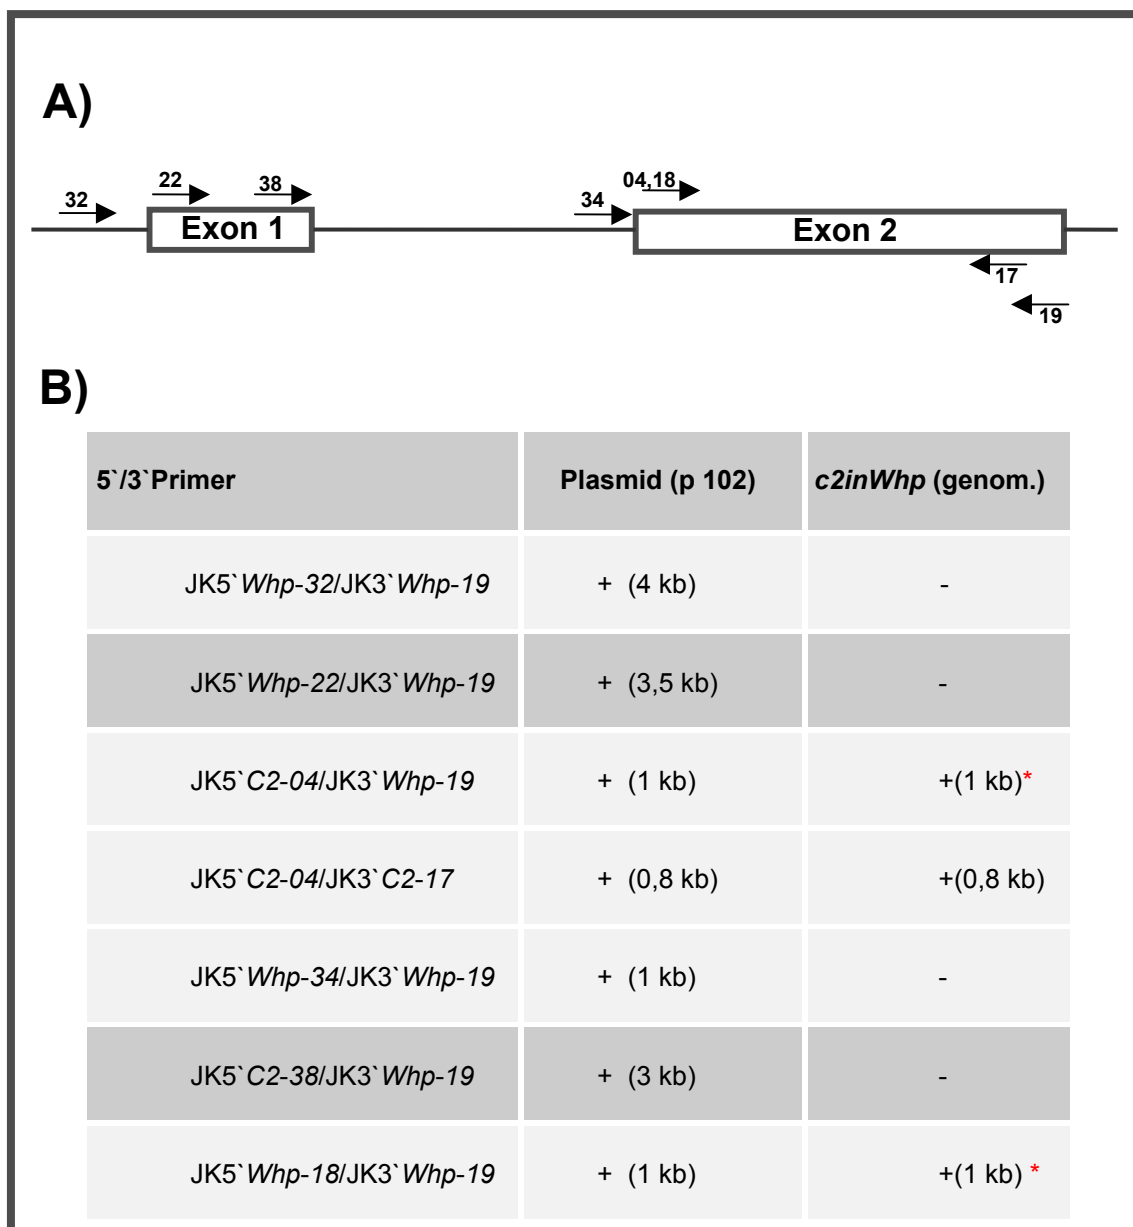 A)
32
22
38
34
04,18
Exon 1
Exon 2
17
19
B)
5`/3`Primer Plasmid (p 102) c2inWhp (genom.)
JK5`Whp-32/JK3`Whp-19 + (4 kb) -
JK5`Whp-22/JK3`Whp-19 + (3,5 kb) -
JK5`C2-04/JK3`Whp-19 + (1 kb) +(1 kb)*
JK5`C2-04/JK3`C2-17 + (0,8 kb) +(0,8 kb)
JK5`Whp-34/JK3`Whp-19 + (1 kb) -
JK5`C2-38/JK3`Whp-19 + (3 kb) -
JK5`Whp-18/JK3`Whp-19 + (1 kb) +(1 kb) *